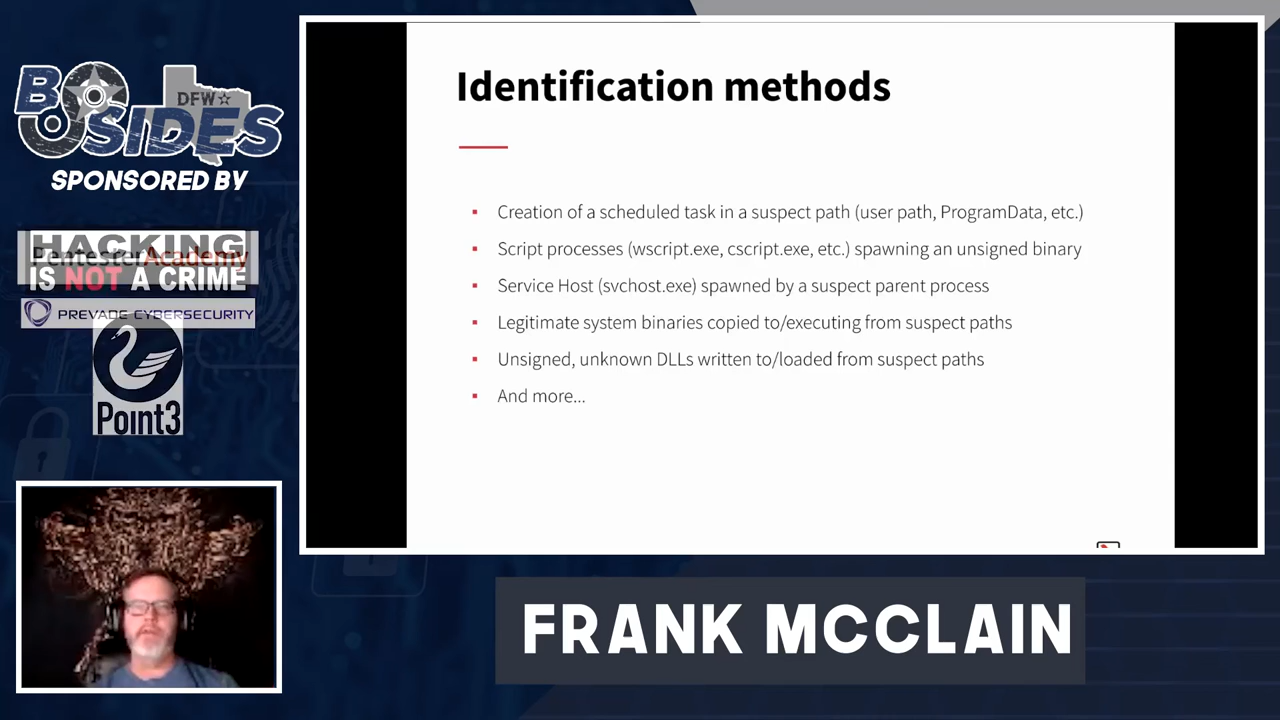 BSIDES
DFW
SPONSORED BY
HACKING
PentesterAcademy
IS NOT A CRIME
PREVADE CYBERSECURITY
Point3
Identification methods
▪ Creation of a scheduled task in a suspect path (user path, ProgramData, etc.)
▪ Script processes (wscript.exe, cscript.exe, etc.) spawning an unsigned binary
▪ Service Host (svchost.exe) spawned by a suspect parent process
▪ Legitimate system binaries copied to/executing from suspect paths
▪ Unsigned, unknown DLLs written to/loaded from suspect paths
▪ And more...
FRANK MCCLAIN